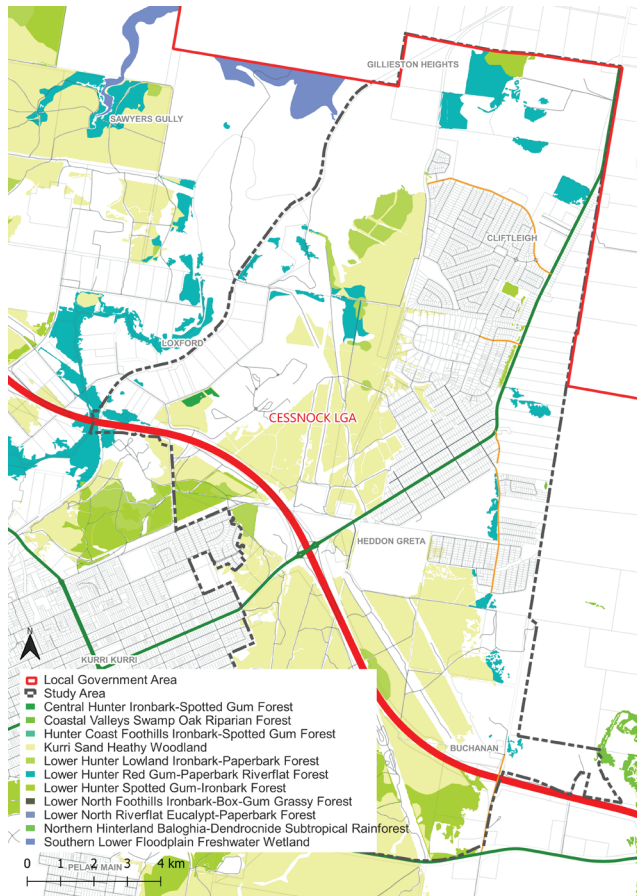 GILLIESTON HEIGHTS
SAWYERS GULLY
CLIFTLEIGH
LOXFORD
CESSNOCK LGA
HEDDON GRETA
N
KURRI KURRI
BUCHANAN
Local Government Area
Study Area
Central Hunter Ironbark-Spotted Gum Forest
Coastal Valleys Swamp Oak Riparian Forest
Hunter Coast Foothills Ironbark-Spotted Gum Forest
Kurri Sand Heathy Woodland
Lower Hunter Lowland Ironbark-Paperbark Forest
Lower Hunter Red Gum-Paperbark Riverflat Forest
Lower Hunter Spotted Gum-Ironbark Forest
Lower North Foothills Ironbark-Box-Gum Grassy Forest
Lower North Riverflat Eucalypt-Paperbark Forest
Northern Hinterland Baloghia-Dendrocnide Subtropical Rainforest
Southern Lower Floodplain Freshwater Wetland
0 1 2 3 4 km
PELAW MAIN